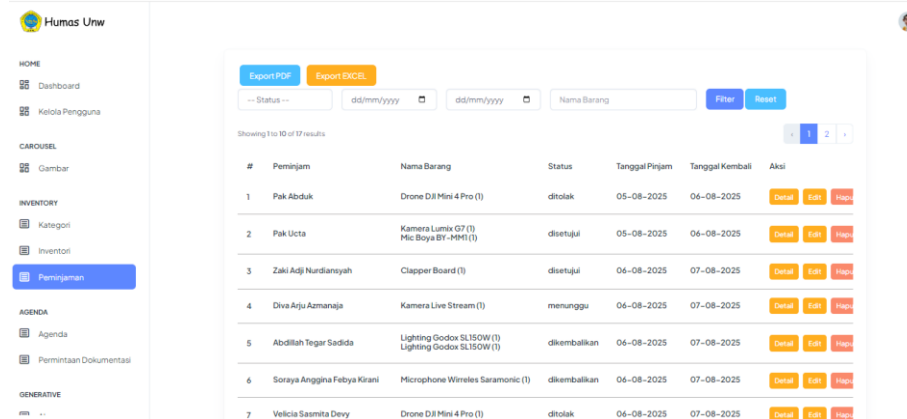 Humas Unw
HOME
Dashboard
Kelola Pengguna
CAROUSEL
Gambar
INVENTORY
Kategori
Inventori
Peminjaman
AGENDA
Agenda
Permintaan Dokumentasi
GENERATIVE
Export PDF Export EXCEL
-- Status -- dd/mm/yyyy dd/mm/yyyy Nama Barang Filter Reset
Showing 1 to 10 of 17 results ‹ 1 2 ›
# Peminjam Nama Barang Status Tanggal Pinjam Tanggal Kembali Aksi
1 Pak Abduk Drone DJI Mini 4 Pro (1) ditolak 05-08-2025 06-08-2025 Detail Edit Hapu
2 Pak Ucta Kamera Lumix G7 (1) disetujui 05-08-2025 06-08-2025 Detail Edit Hapu
Mic Boya BY-MM1 (1)
3 Zaki Adji Nurdiansyah Clapper Board (1) disetujui 06-08-2025 07-08-2025 Detail Edit Hapu
4 Diva Arju Azmanaja Kamera Live Stream (1) menunggu 06-08-2025 07-08-2025 Detail Edit Hapu
5 Abdillah Tegar Sadida Lighting Godox SL150W (1) dikembalikan 06-08-2025 07-08-2025 Detail Edit Hapu
Lighting Godox SL150W (1)
6 Soraya Anggina Febya Kirani Microphone Wirreles Saramonic (1) dikembalikan 06-08-2025 07-08-2025 Detail Edit Hapu
7 Velicia Sasmita Devy Drone DJI Mini 4 Pro (1) ditolak 06-08-2025 07-08-2025 Detail Edit Hapu